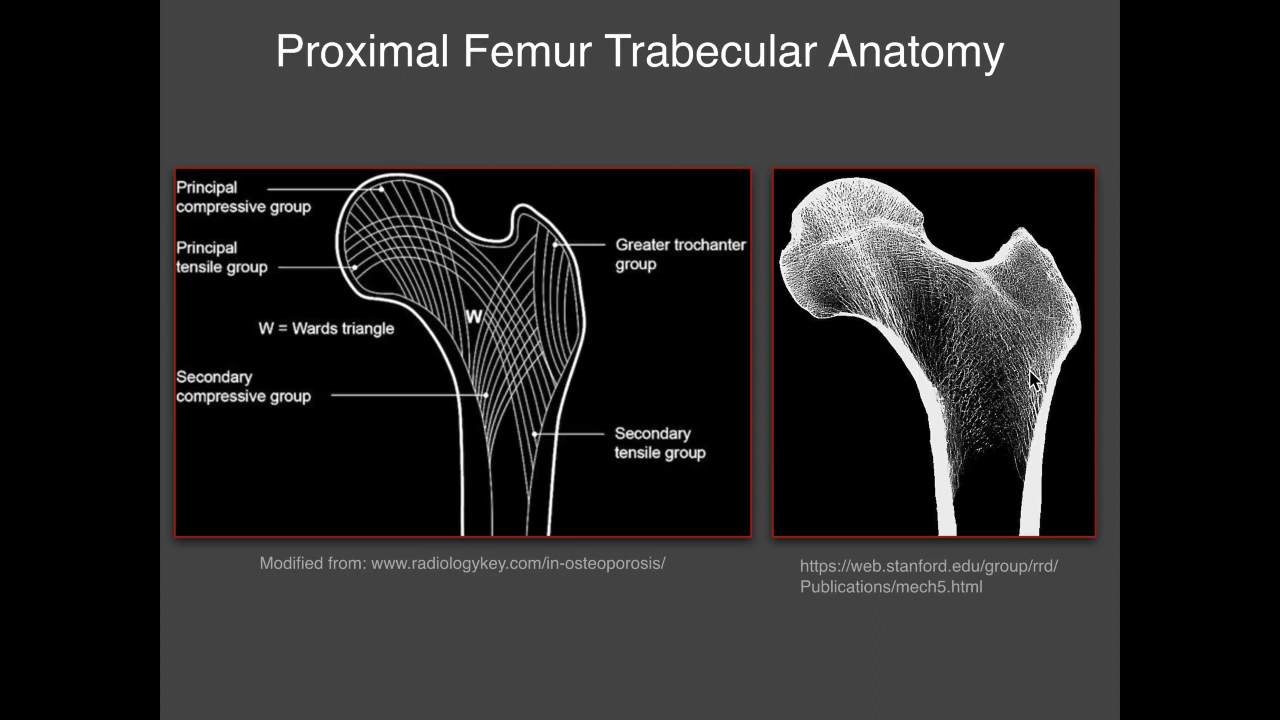 Proximal Femur Trabecular Anatomy
Principal
compressive group
Principal
tensile group
W = Wards triangle
Secondary
compressive group
W
Greater trochanter
group
Secondary
tensile group
Modified from: www.radiologykey.com/in-osteoporosis/
https://web.stanford.edu/group/rrd/
Publications/mech5.html